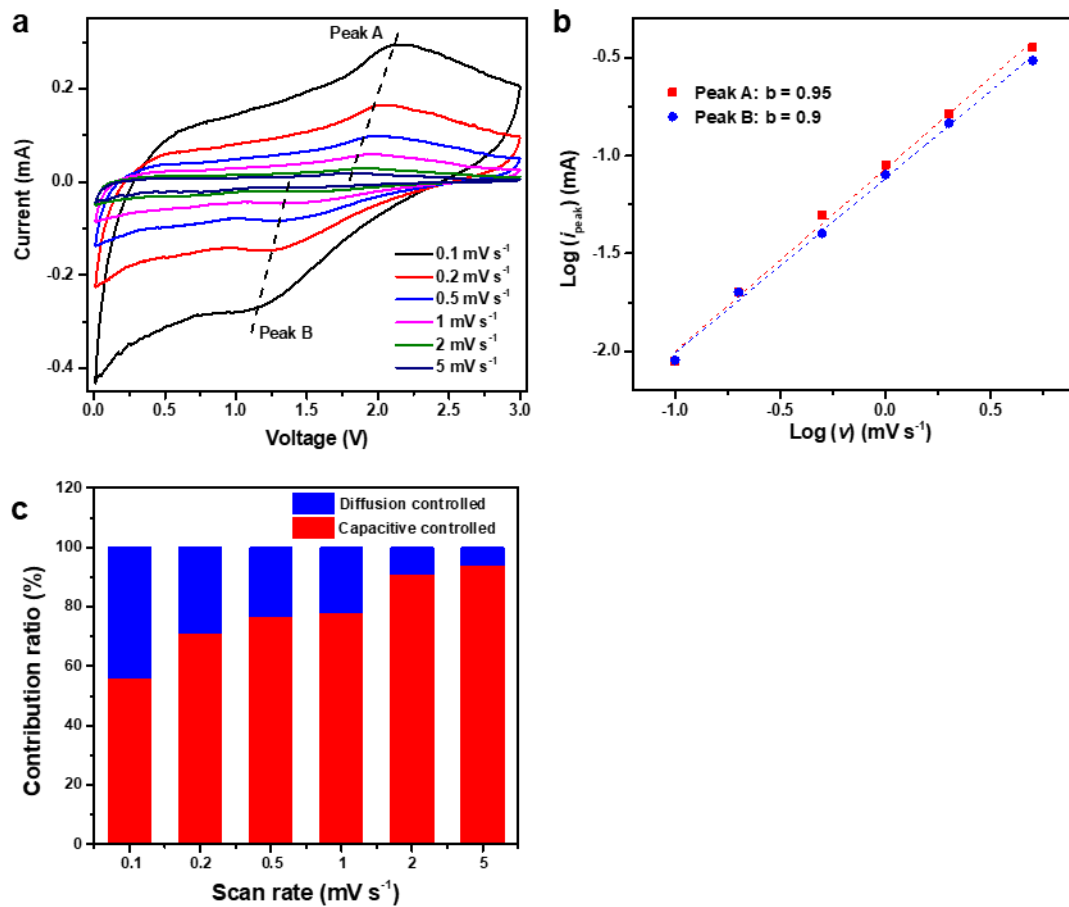 a
Peak A
0.2
0.0
-0.2
-0.4
Current (mA)
Peak B
0.1 mV s⁻¹
0.2 mV s⁻¹
0.5 mV s⁻¹
1 mV s⁻¹
2 mV s⁻¹
5 mV s⁻¹
0.0 0.5 1.0 1.5 2.0 2.5 3.0
Voltage (V)
b
-0.5
-1.0
-1.5
-2.0
Log (i_peak) (mA)
Peak A: b = 0.95
Peak B: b = 0.9
-1.0 -0.5 0.0 0.5
Log (v) (mV s⁻¹)
c
120
100
80
60
40
20
0
Contribution ratio (%)
Diffusion controlled
Capacitive controlled
0.1 0.2 0.5 1 2 5
Scan rate (mV s⁻¹)